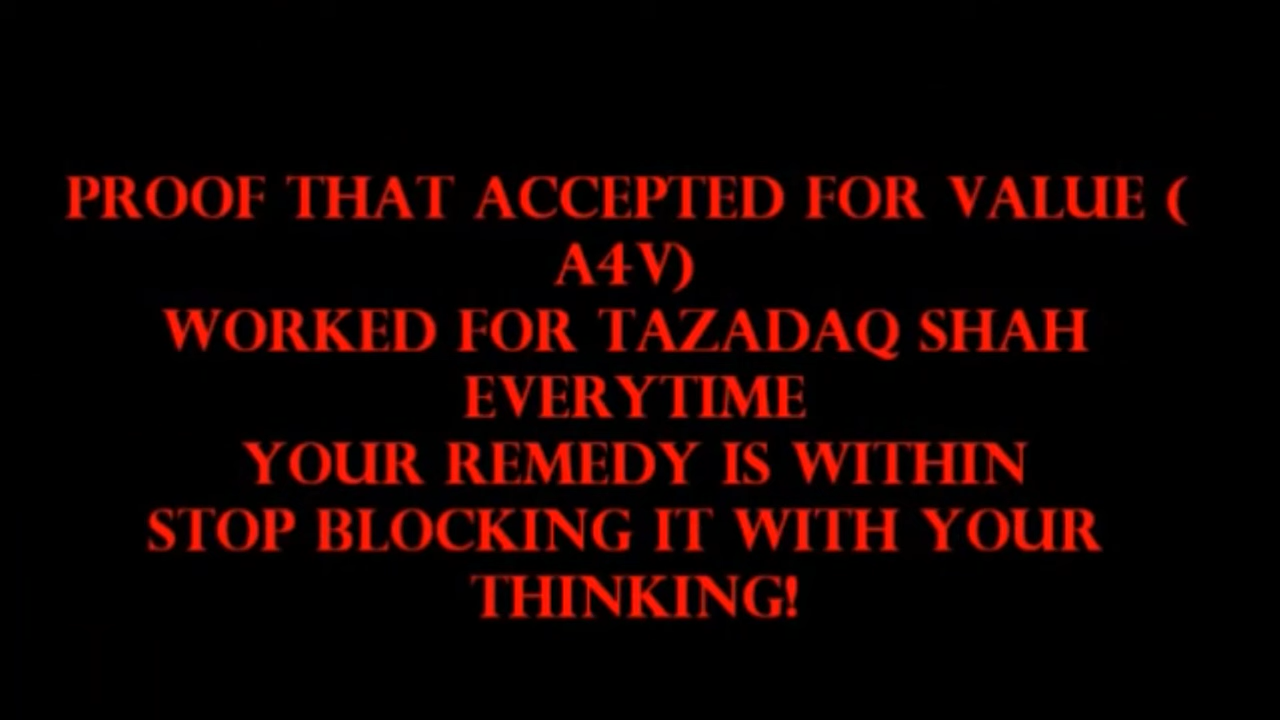 PROOF THAT ACCEPTED FOR VALUE (
A4V)
WORKED FOR TAZADAQ SHAH
EVERYTIME
YOUR REMEDY IS WITHIN
STOP BLOCKING IT WITH YOUR
THINKING!